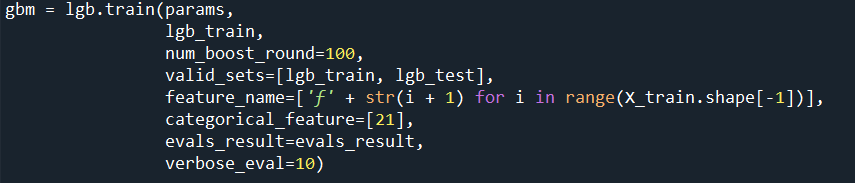 gbm = lgb.train(params,
lgb_train,
num_boost_round=100,
valid_sets=[lgb_train, lgb_test],
feature_name=['f' + str(i + 1) for i in range(X_train.shape[-1])],
categorical_feature=[21],
evals_result=evals_result,
verbose_eval=10)